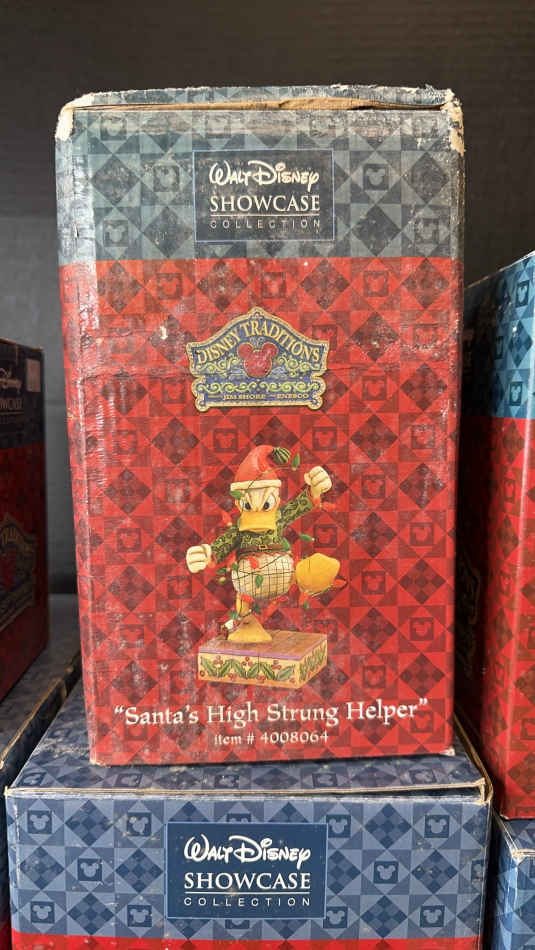 WALT DISNEY
SHOWCASE
COLLECTION
DISNEY TRADITIONS
JIM SHORE ENESCO
"Santa's High Strung Helper"
item # 4008064
WALT DISNEY
SHOWCASE
COLLECTION